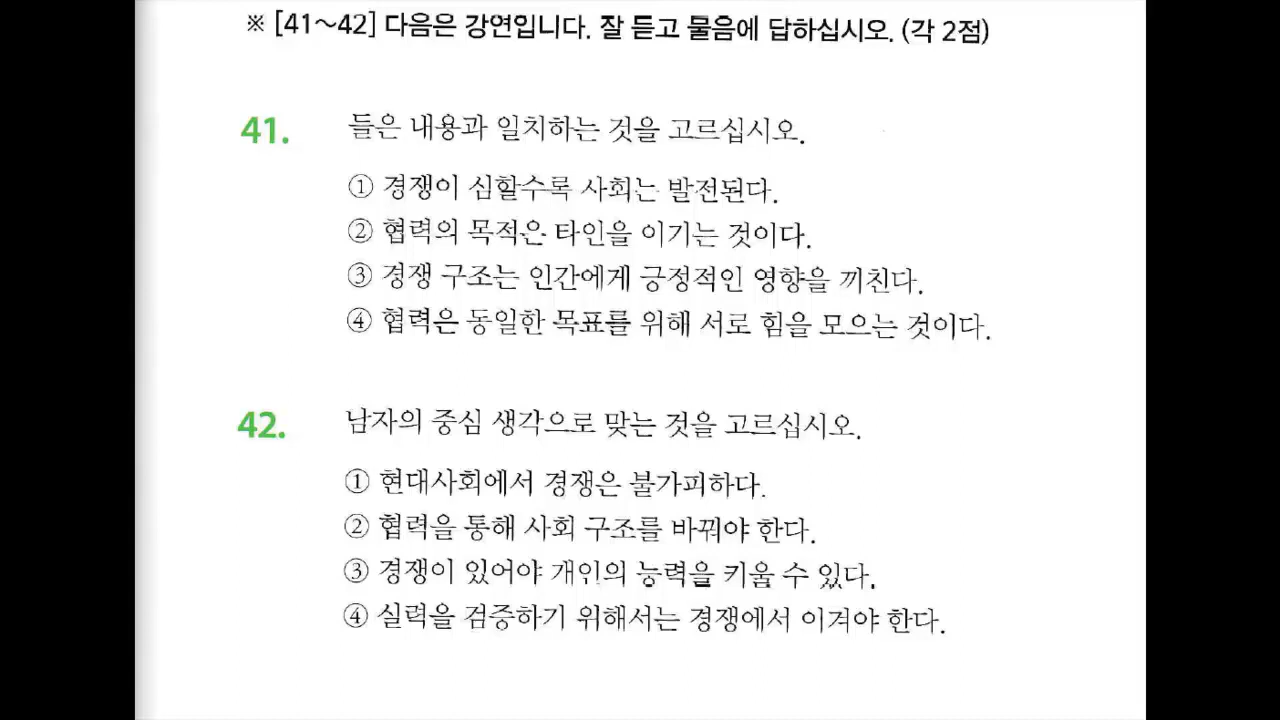 ※ [41~42] 다음은 강연입니다. 잘 듣고 물음에 답하십시오. (각 2점)
41. 들은 내용과 일치하는 것을 고르십시오.
① 경쟁이 심할수록 사회는 발전된다.
② 협력의 목적은 타인을 이기는 것이다.
③ 경쟁 구조는 인간에게 긍정적인 영향을 끼친다.
④ 협력은 동일한 목표를 위해 서로 힘을 모으는 것이다.
42. 남자의 중심 생각으로 맞는 것을 고르십시오.
① 현대사회에서 경쟁은 불가피하다.
② 협력을 통해 사회 구조를 바꿔야 한다.
③ 경쟁이 있어야 개인의 능력을 키울 수 있다.
④ 실력을 검증하기 위해서는 경쟁에서 이겨야 한다.